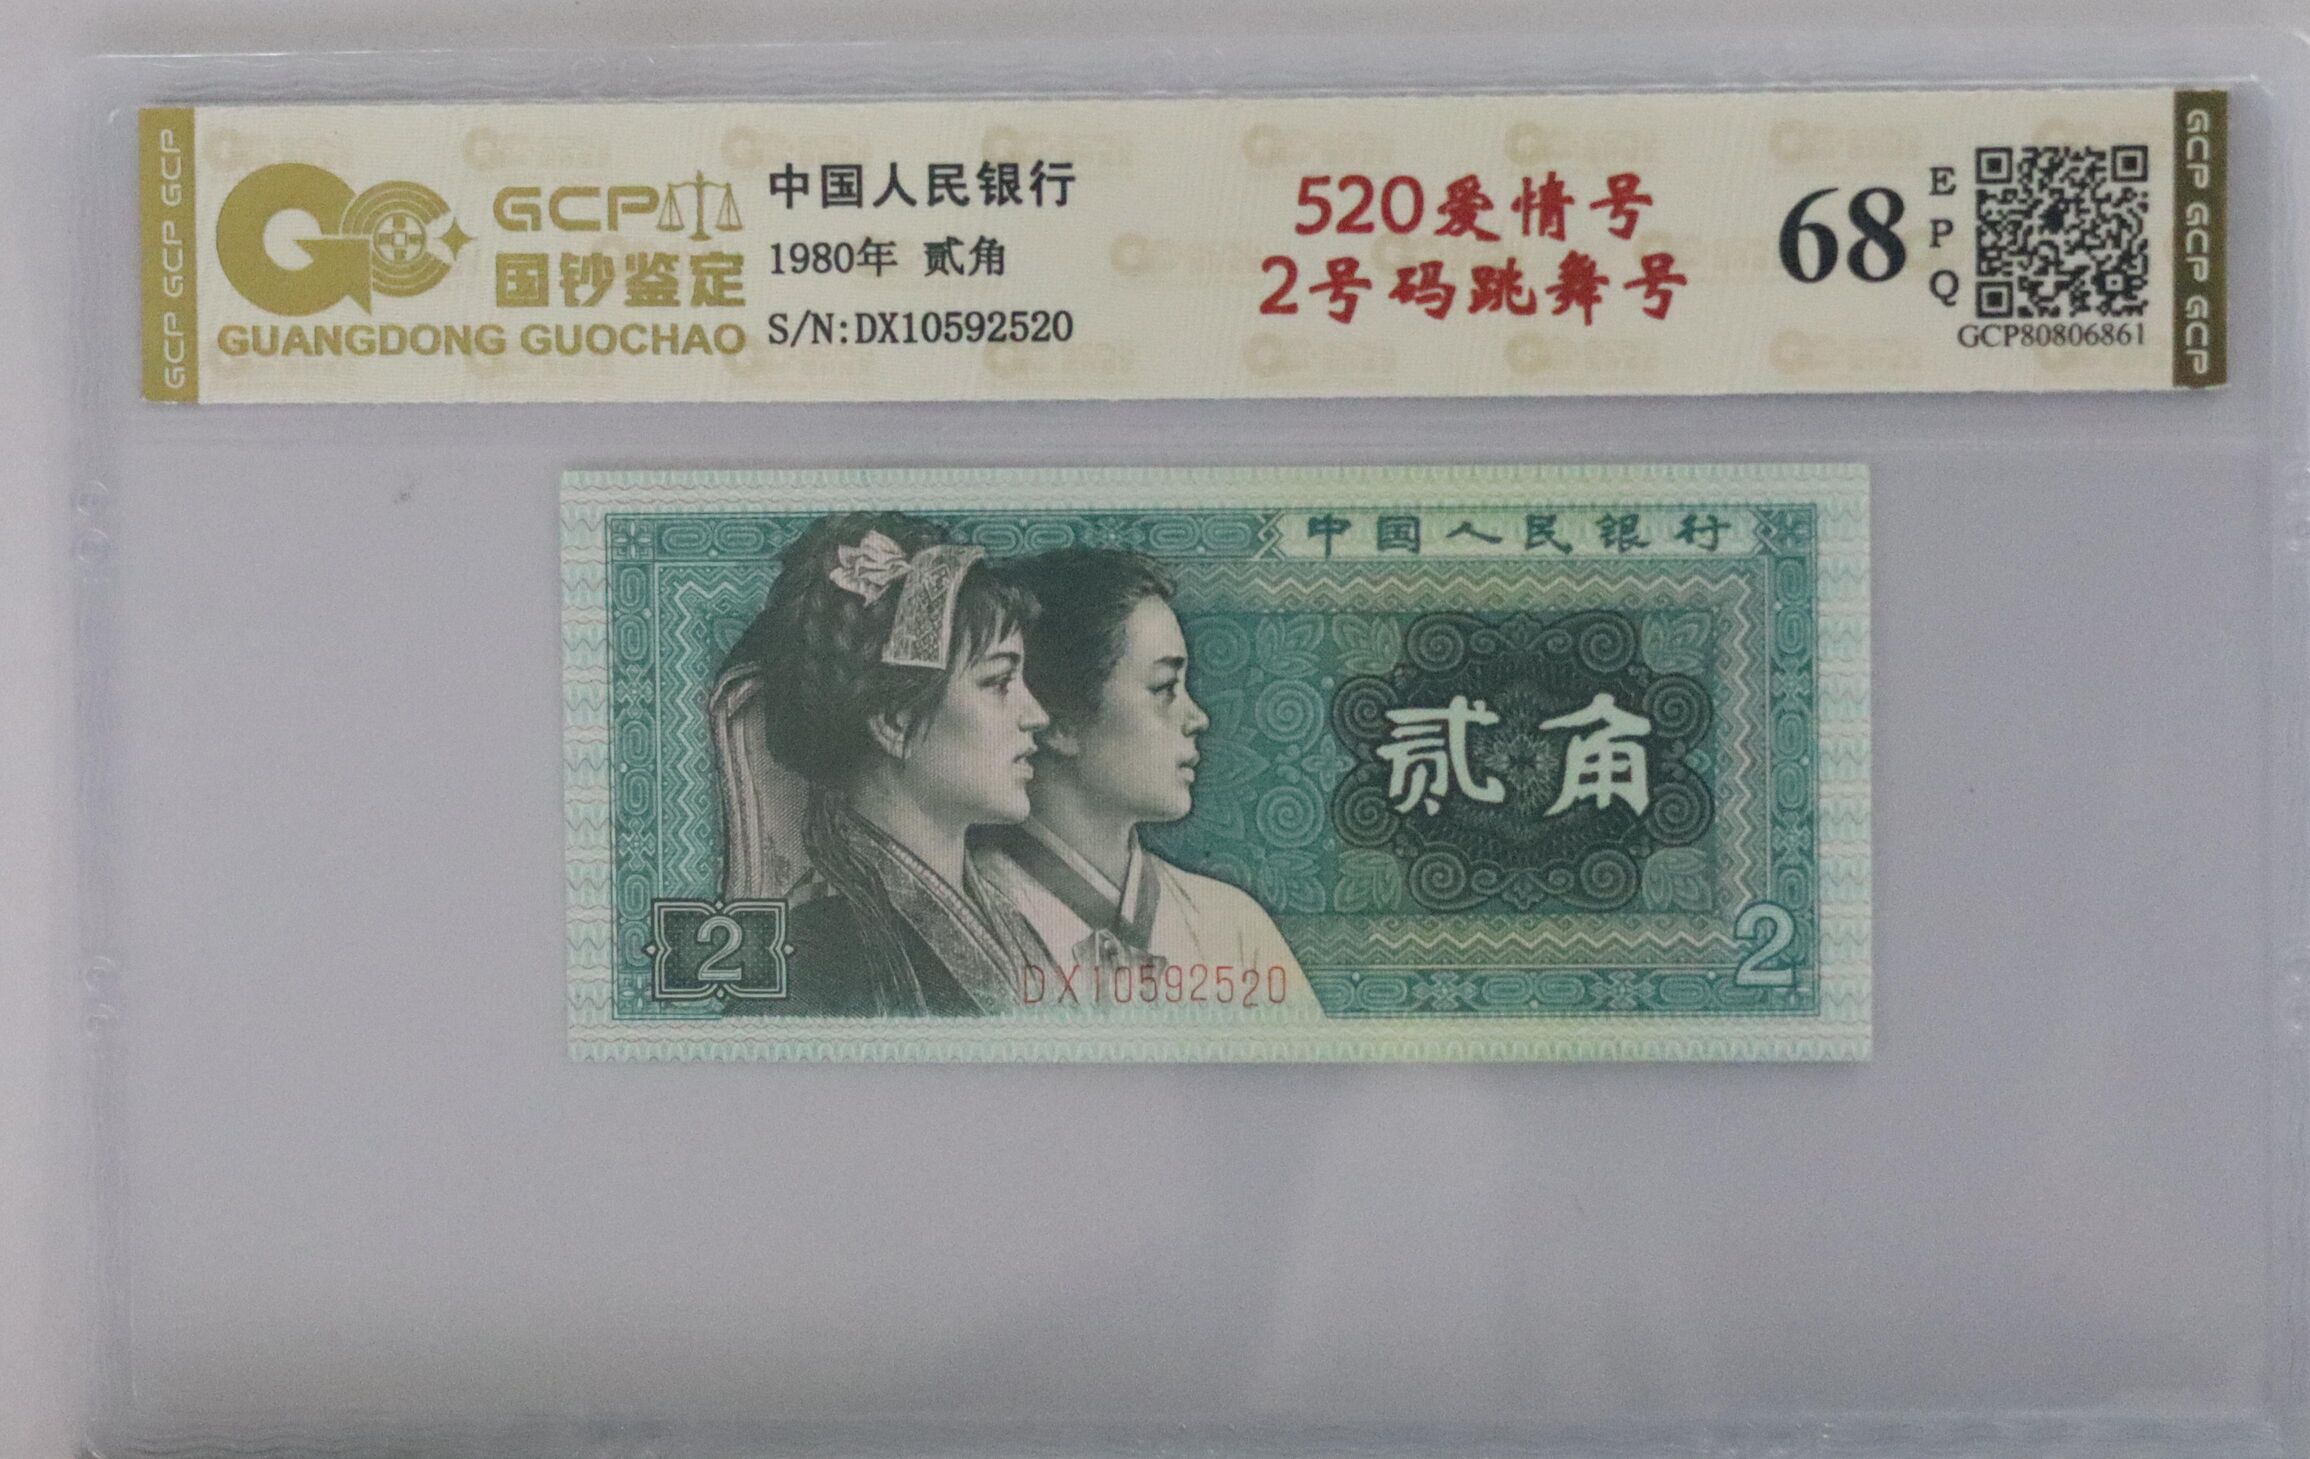 GCP GCP GCP
GCP
国钞鉴定
GUANGDONG GUOCHAO
中国人民银行
1980年 贰角
S/N:DX10592520
520爱情号
2号码跳舞号
68
EPQ
GCP80806861
GCP GCP GCP
中国人民银行
贰角
2
DX10592520
2